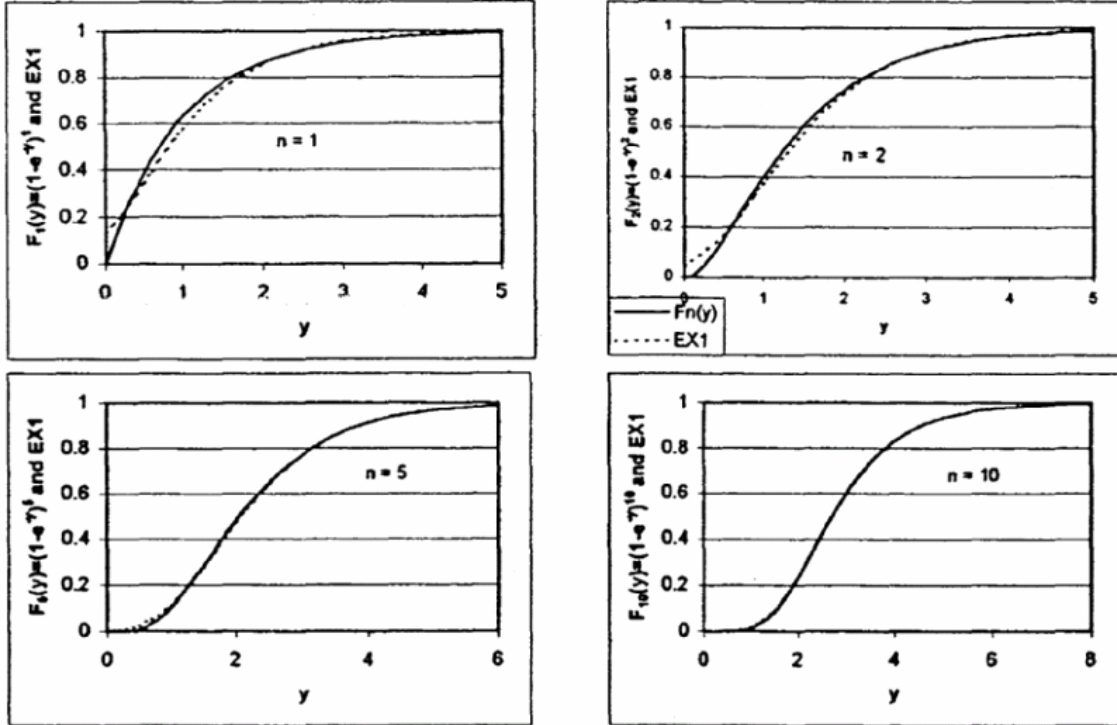 F₁(y)=(1-e⁻ʸ)¹ and EX1
1
0.8
0.6
0.4
0.2
0
n = 1
0 1 2 3 4 5
y
F₂(y)=(1-e⁻ʸ)² and EX1
1
0.8
0.6
0.4
0.2
0
n = 2
0 1 2 3 4 5
y
Fn(y)
EX1
F₅(y)=(1-e⁻ʸ)⁵ and EX1
1
0.8
0.6
0.4
0.2
0
n = 5
0 2 4 6
y
F₁₀(y)=(1-e⁻ʸ)¹⁰ and EX1
1
0.8
0.6
0.4
0.2
0
n = 10
0 2 4 6 8
y